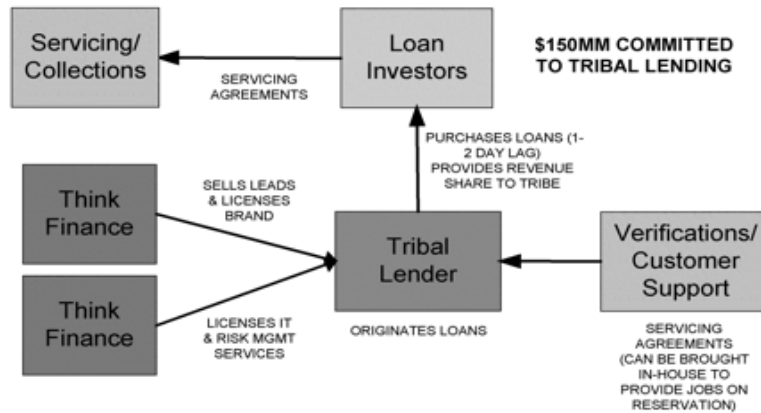 Servicing/
Collections
SERVICING
AGREEMENTS
Loan
Investors
$150MM COMMITTED
TO TRIBAL LENDING
PURCHASES LOANS (1-
2 DAY LAG)
PROVIDES REVENUE
SHARE TO TRIBE
Think
Finance
SELLS LEADS
& LICENSES
BRAND
Think
Finance
LICENSES IT
& RISK MGMT
SERVICES
Tribal
Lender
ORIGINATES LOANS
Verifications/
Customer
Support
SERVICING
AGREEMENTS
(CAN BE BROUGHT
IN-HOUSE TO
PROVIDE JOBS ON
RESERVATION)